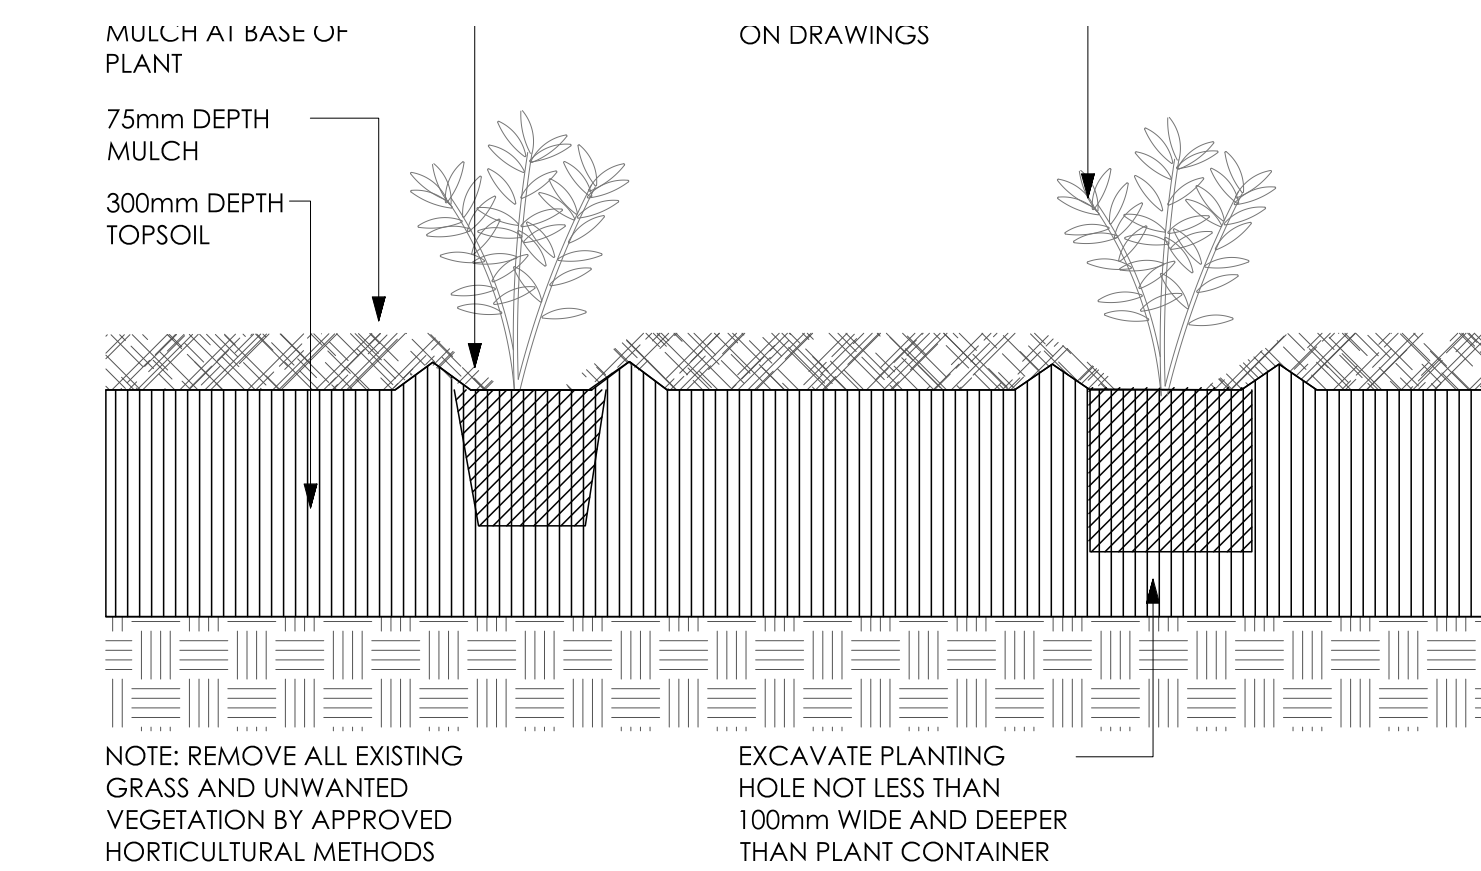 MULCH AT BASE OF
PLANT
75mm DEPTH
MULCH
300mm DEPTH
TOPSOIL
ON DRAWINGS
NOTE: REMOVE ALL EXISTING
GRASS AND UNWANTED
VEGETATION BY APPROVED
HORTICULTURAL METHODS
EXCAVATE PLANTING
HOLE NOT LESS THAN
100mm WIDE AND DEEPER
THAN PLANT CONTAINER